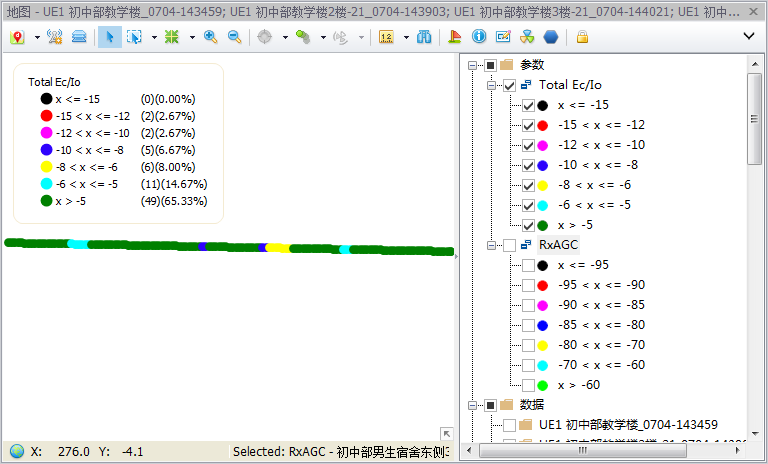 地图 - UE1 初中部教学楼_0704-143459; UE1 初中部教学楼2楼-21_0704-143903; UE1 初中部教学楼3楼-21_0704-144021; UE1 初中...
1.2
Total Ec/Io
x <= -15 (0)(0.00%)
-15 < x <= -12 (2)(2.67%)
-12 < x <= -10 (2)(2.67%)
-10 < x <= -8 (5)(6.67%)
-8 < x <= -6 (6)(8.00%)
-6 < x <= -5 (11)(14.67%)
x > -5 (49)(65.33%)
参数
Total Ec/Io
x <= -15
-15 < x <= -12
-12 < x <= -10
-10 < x <= -8
-8 < x <= -6
-6 < x <= -5
x > -5
RxAGC
x <= -95
-95 < x <= -90
-90 < x <= -85
-85 < x <= -80
-80 < x <= -70
-70 < x <= -60
x > -60
数据
UE1 初中部教学楼_0704-143459
X: 276.0 Y: -4.1 Selected: RxAGC - 初中部男生宿舍东侧